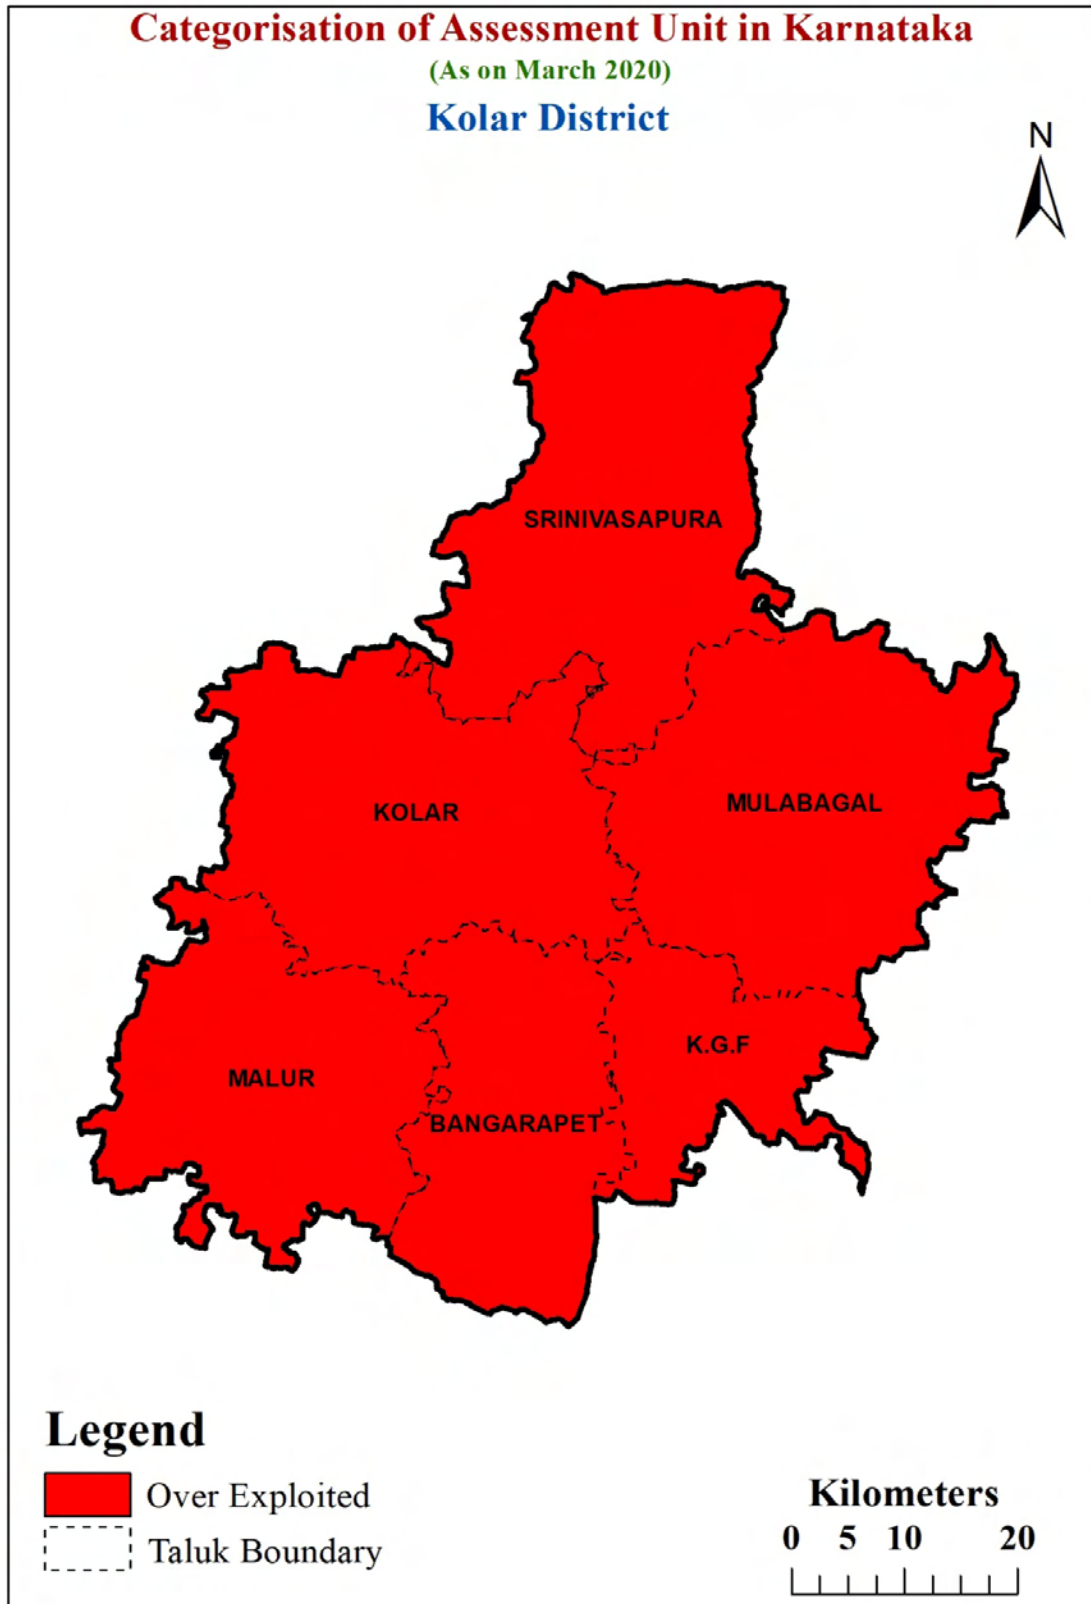 Categorisation of Assessment Unit in Karnataka
(As on March 2020)
Kolar District
N
SRINIVASAPURA
KOLAR
MULABAGAL
K.G.F
MALUR
BANGARAPET
Legend
Over Exploited
Taluk Boundary
Kilometers
0 5 10 20